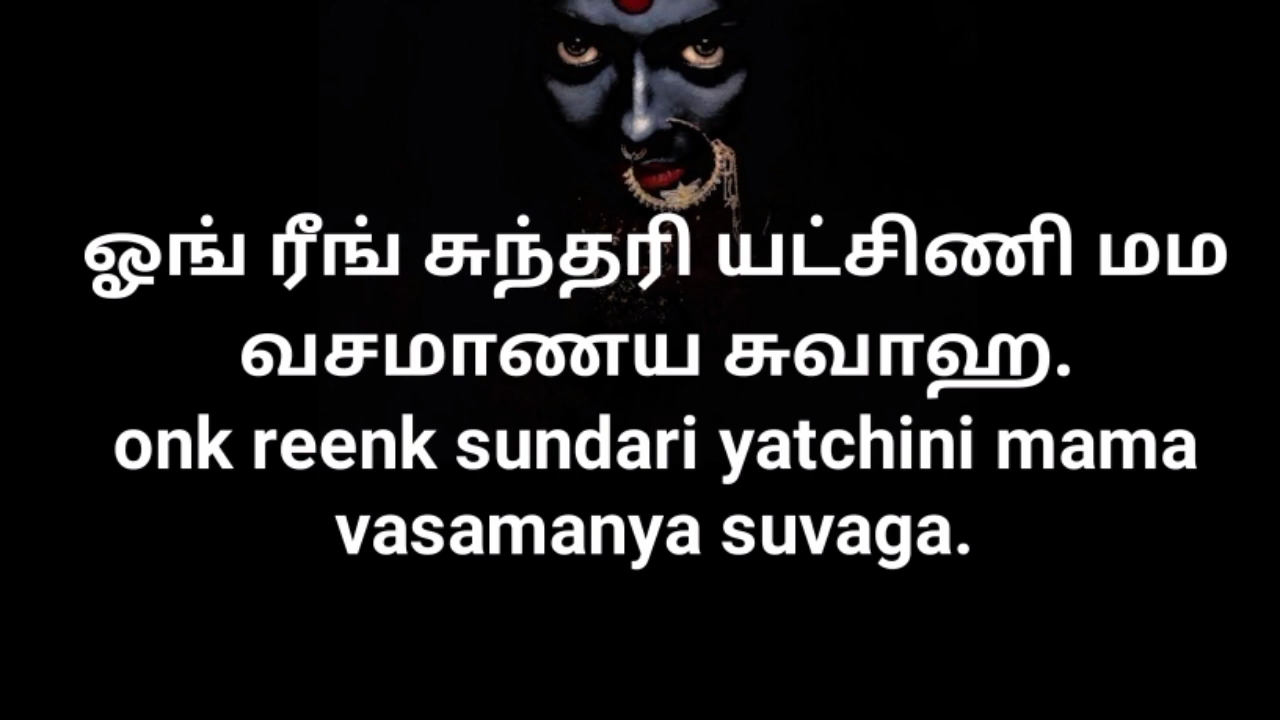 ஓங் ரீங் சுந்தரி யட்சிணி மம
வசமாணய சுவாஹ.
onk reenk sundari yatchini mama
vasamanya suvaga.